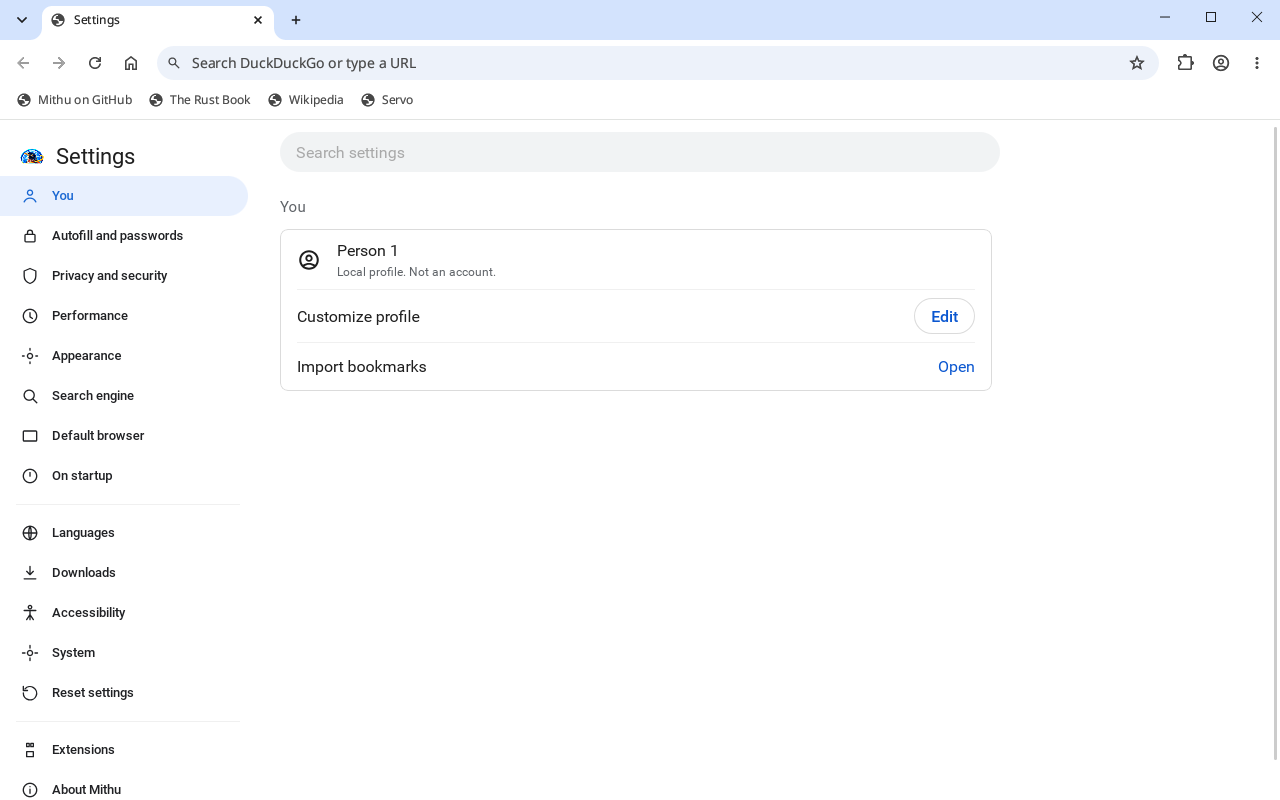 Settings
Search DuckDuckGo or type a URL
Mithu on GitHub
The Rust Book
Wikipedia
Servo
Settings
You
Autofill and passwords
Privacy and security
Performance
Appearance
Search engine
Default browser
On startup
Languages
Downloads
Accessibility
System
Reset settings
Extensions
About Mithu
Search settings
You
Person 1
Local profile. Not an account.
Customize profile
Edit
Import bookmarks
Open